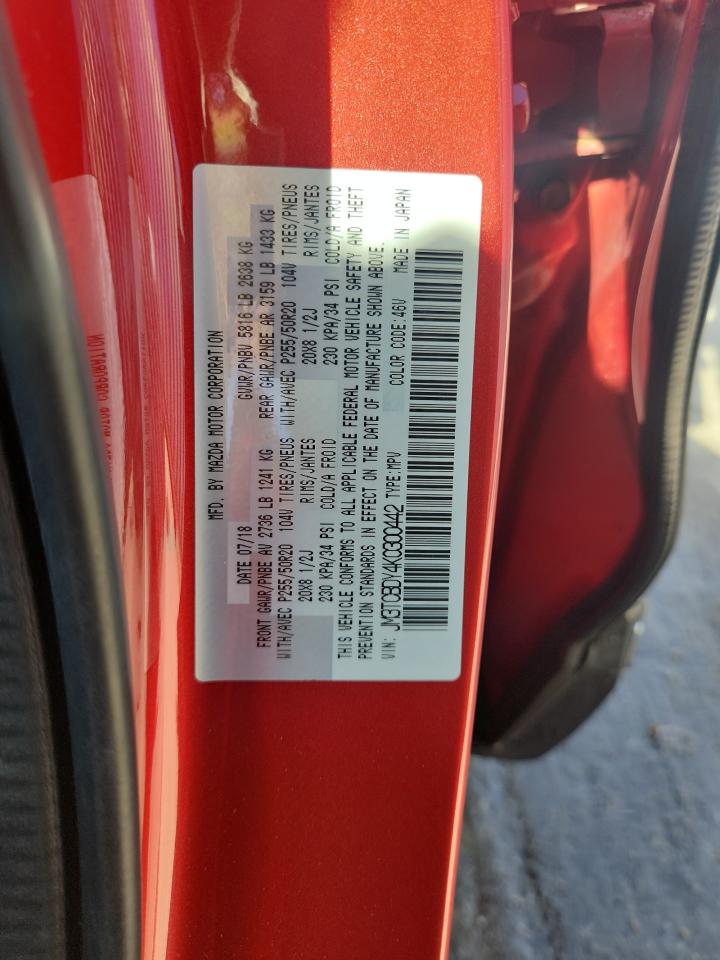 MFD. BY MAZDA MOTOR CORPORATION
DATE 07/18 GVWR/PNBV 5816 LB 2638 KG
FRONT GAWR/PNBE AV 2736 LB 1241 KG REAR GAWR/PNBE AR 3159 LB 1433 KG
WITH/AVEC P255/50R20 104V TIRES/PNEUS WITH/AVEC P255/50R20 104V TIRES/PNEUS
20X8 1/2J RIMS/JANTES 20X8 1/2J RIMS/JANTES
230 KPA/34 PSI COLD/A FROID 230 KPA/34 PSI COLD/A FROID
THIS VEHICLE CONFORMS TO ALL APPLICABLE FEDERAL MOTOR VEHICLE SAFETY AND THEFT
PREVENTION STANDARDS IN EFFECT ON THE DATE OF MANUFACTURE SHOWN ABOVE.
VIN: JM3TCBDY4K0300442 TYPE:MPV COLOR CODE:46V MADE IN JAPAN